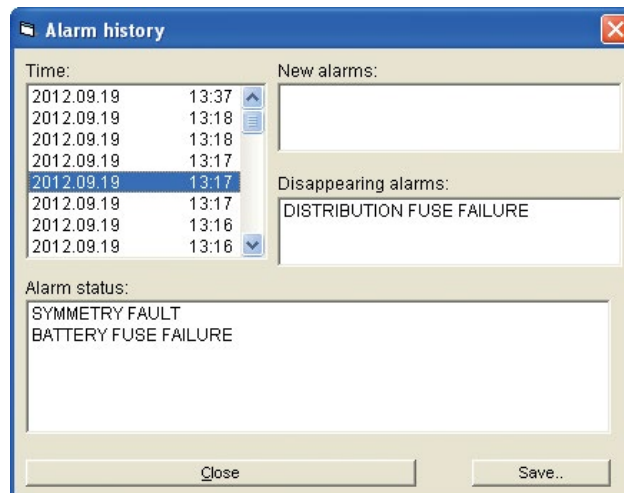 Alarm history
Time:
2012.09.19 13:37
2012.09.19 13:18
2012.09.19 13:18
2012.09.19 13:17
2012.09.19 13:17
2012.09.19 13:17
2012.09.19 13:16
2012.09.19 13:16
New alarms:
Disappearing alarms:
DISTRIBUTION FUSE FAILURE
Alarm status:
SYMMETRY FAULT
BATTERY FUSE FAILURE
Close
Save..